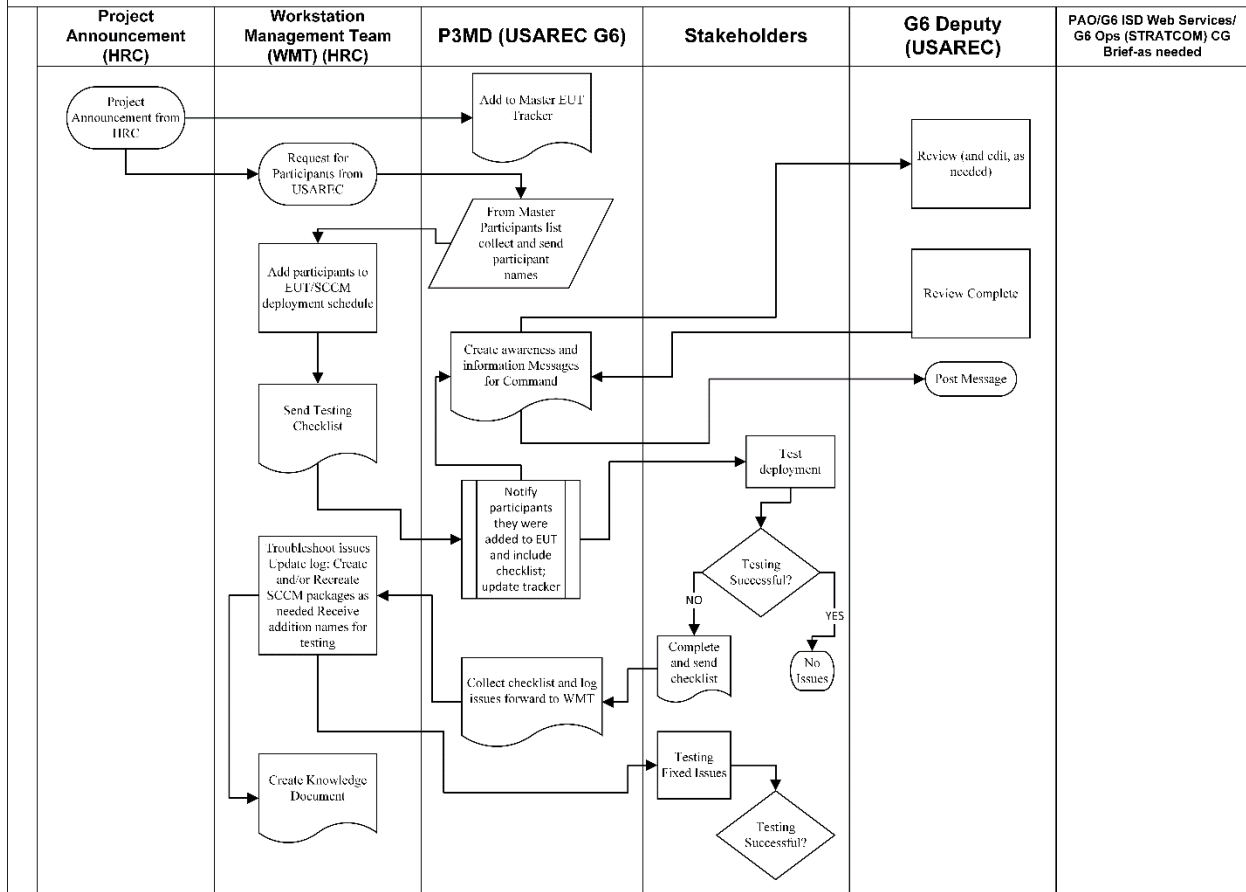 Project
Announcement
(HRC)
Workstation
Management Team
(WMT) (HRC)
P3MD (USAREC G6)
Stakeholders
G6 Deputy
(USAREC)
PAO/G6 ISD Web Services/
G6 Ops (STRATCOM) CG
Brief-as needed
Project
Announcement from
HRC
Add to Master EUT
Tracker
Request for
Participants from
USAREC
Review (and edit, as
needed)
From Master
Participants list
collect and send
participant
names
Add participants to
EUT/SCCM
deployment schedule
Review Complete
Create awareness and
information Messages
for Command
Post Message
Send Testing
Checklist
Test
deployment
Notify
participants
they were
added to EUT
and include
checklist;
update tracker
Troubleshoot issues
Update log: Create
and/or Recreate
SCCM packages as
needed Receive
addition names for
testing
Testing
Successful?
NO
YES
Complete
and send
checklist
No
Issues
Collect checklist and log
issues forward to WMT
Testing
Fixed Issues
Create Knowledge
Document
Testing
Successful?